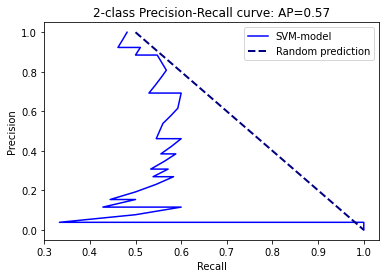 2-class Precision-Recall curve: AP=0.57
SVM-model
Random prediction
Precision
1.0
0.8
0.6
0.4
0.2
0.0
0.3
0.4
0.5
0.6
0.7
0.8
0.9
1.0
Recall